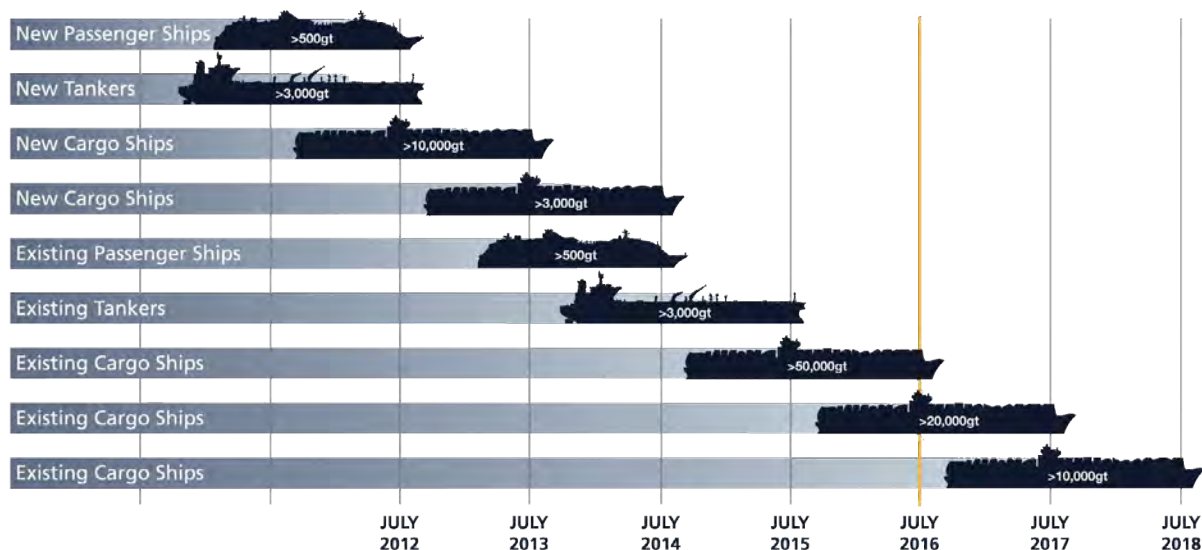 New Passenger Ships >500gt
New Tankers >3,000gt
New Cargo Ships >10,000gt
New Cargo Ships >3,000gt
Existing Passenger Ships >500gt
Existing Tankers >3,000gt
Existing Cargo Ships >50,000gt
Existing Cargo Ships >20,000gt
Existing Cargo Ships >10,000gt
JULY JULY JULY JULY JULY JULY JULY
2012 2013 2014 2015 2016 2017 2018